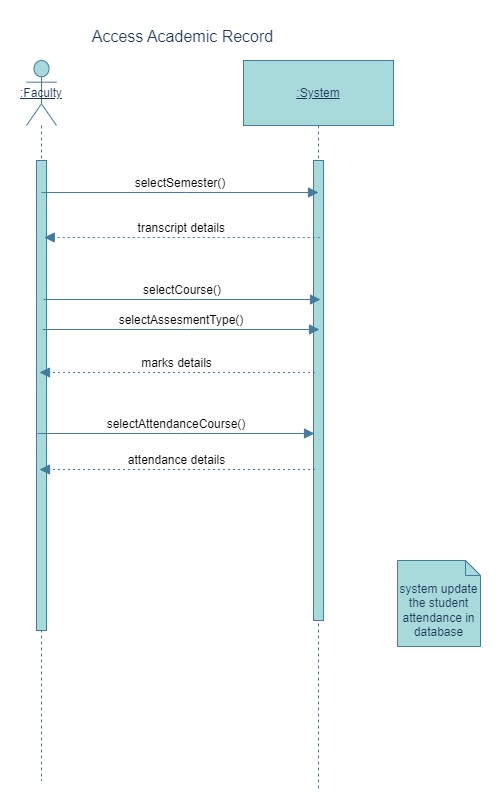 Access Academic Record
:Faculty
:System
selectSemester()
transcript details
selectCourse()
selectAssesmentType()
marks details
selectAttendanceCourse()
attendance details
system update
the student
attendance in
database